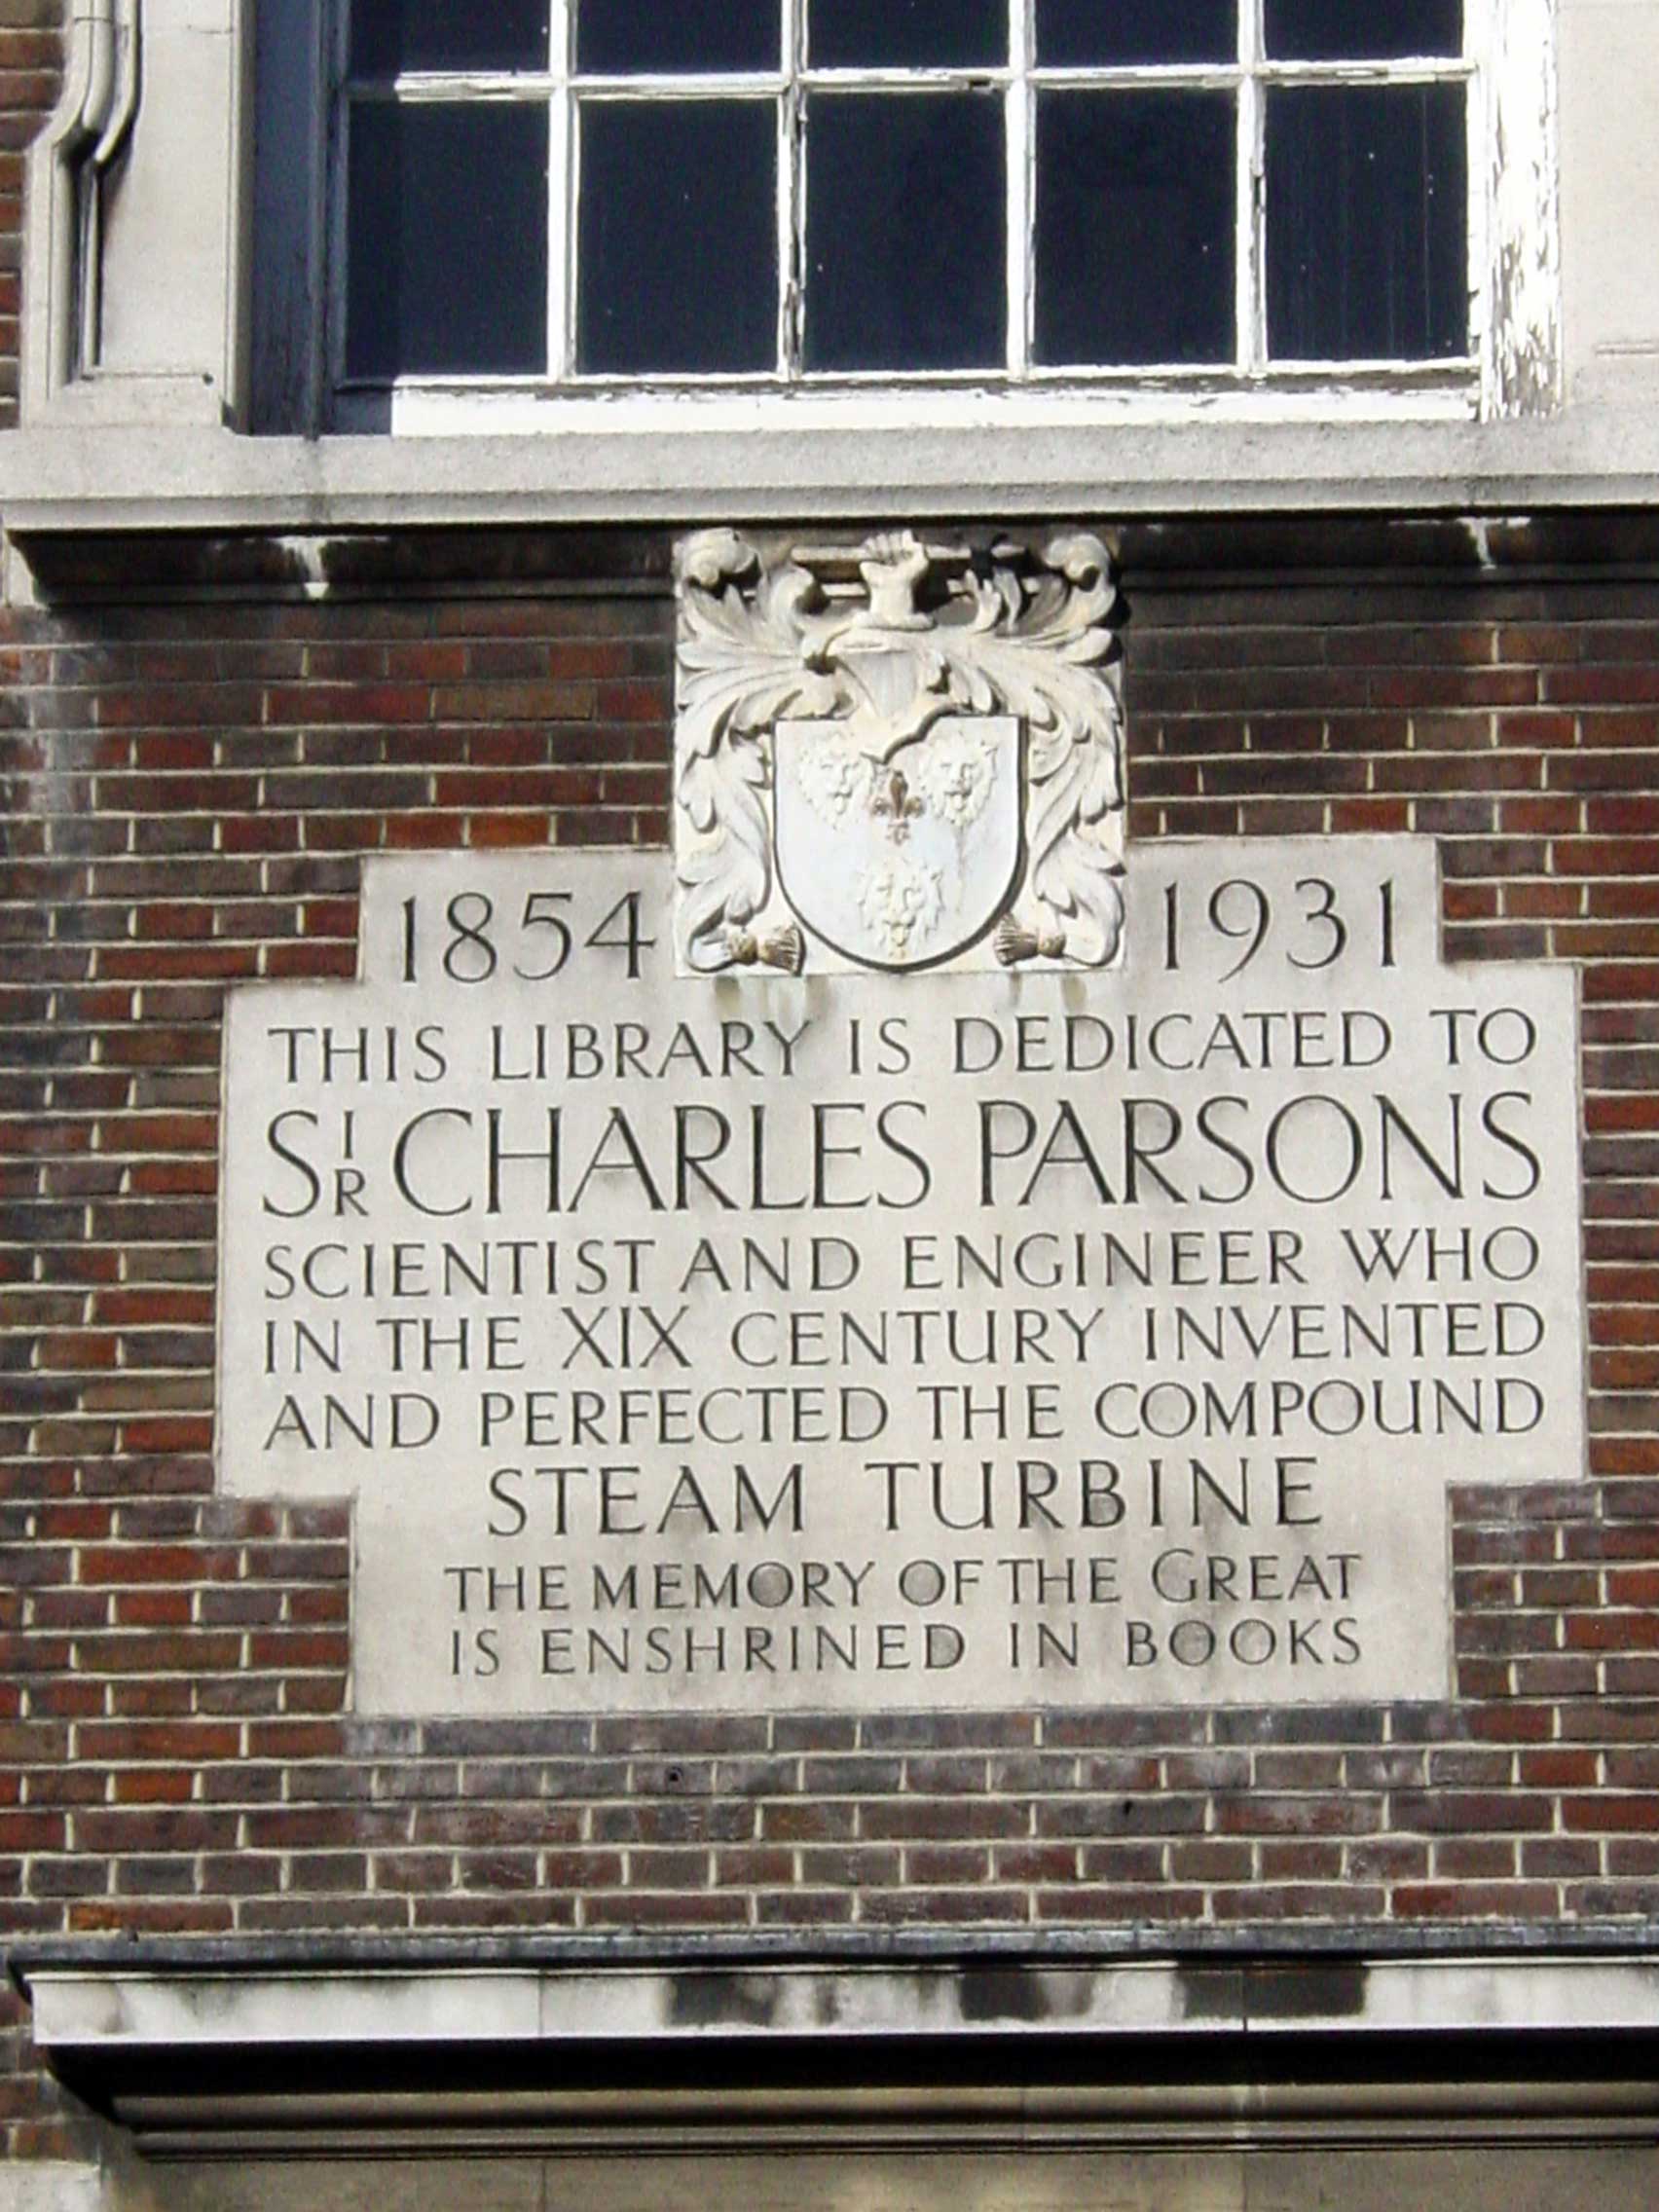 1854 1931
THIS LIBRARY IS DEDICATED TO
SIR CHARLES PARSONS
SCIENTIST AND ENGINEER WHO
IN THE XIX CENTURY INVENTED
AND PERFECTED THE COMPOUND
STEAM TURBINE
THE MEMORY OF THE GREAT
IS ENSHRINED IN BOOKS